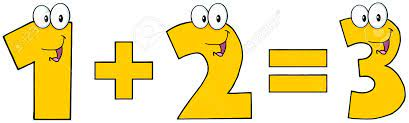 1 + 2 = 3